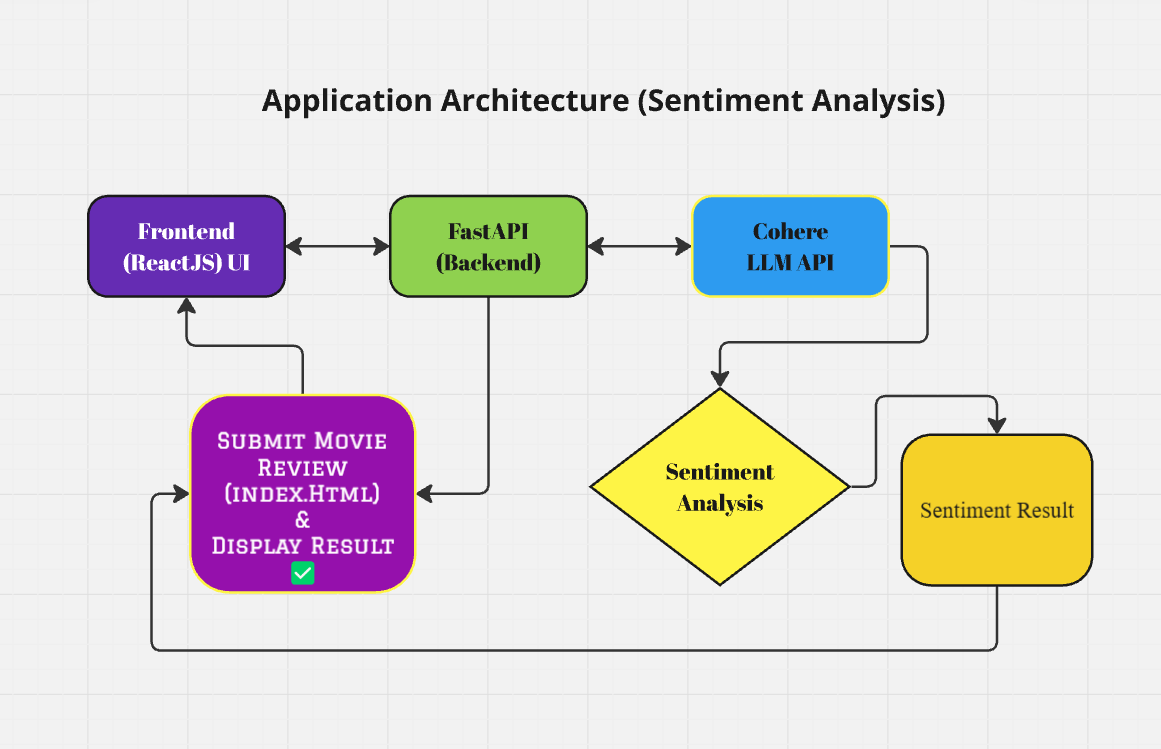 Application Architecture (Sentiment Analysis)
Frontend
(ReactJS) UI
FastAPI
(Backend)
Cohere
LLM API
Submit Movie
Review
(index.Html)
&
Display Result
✅
Sentiment
Analysis
Sentiment Result